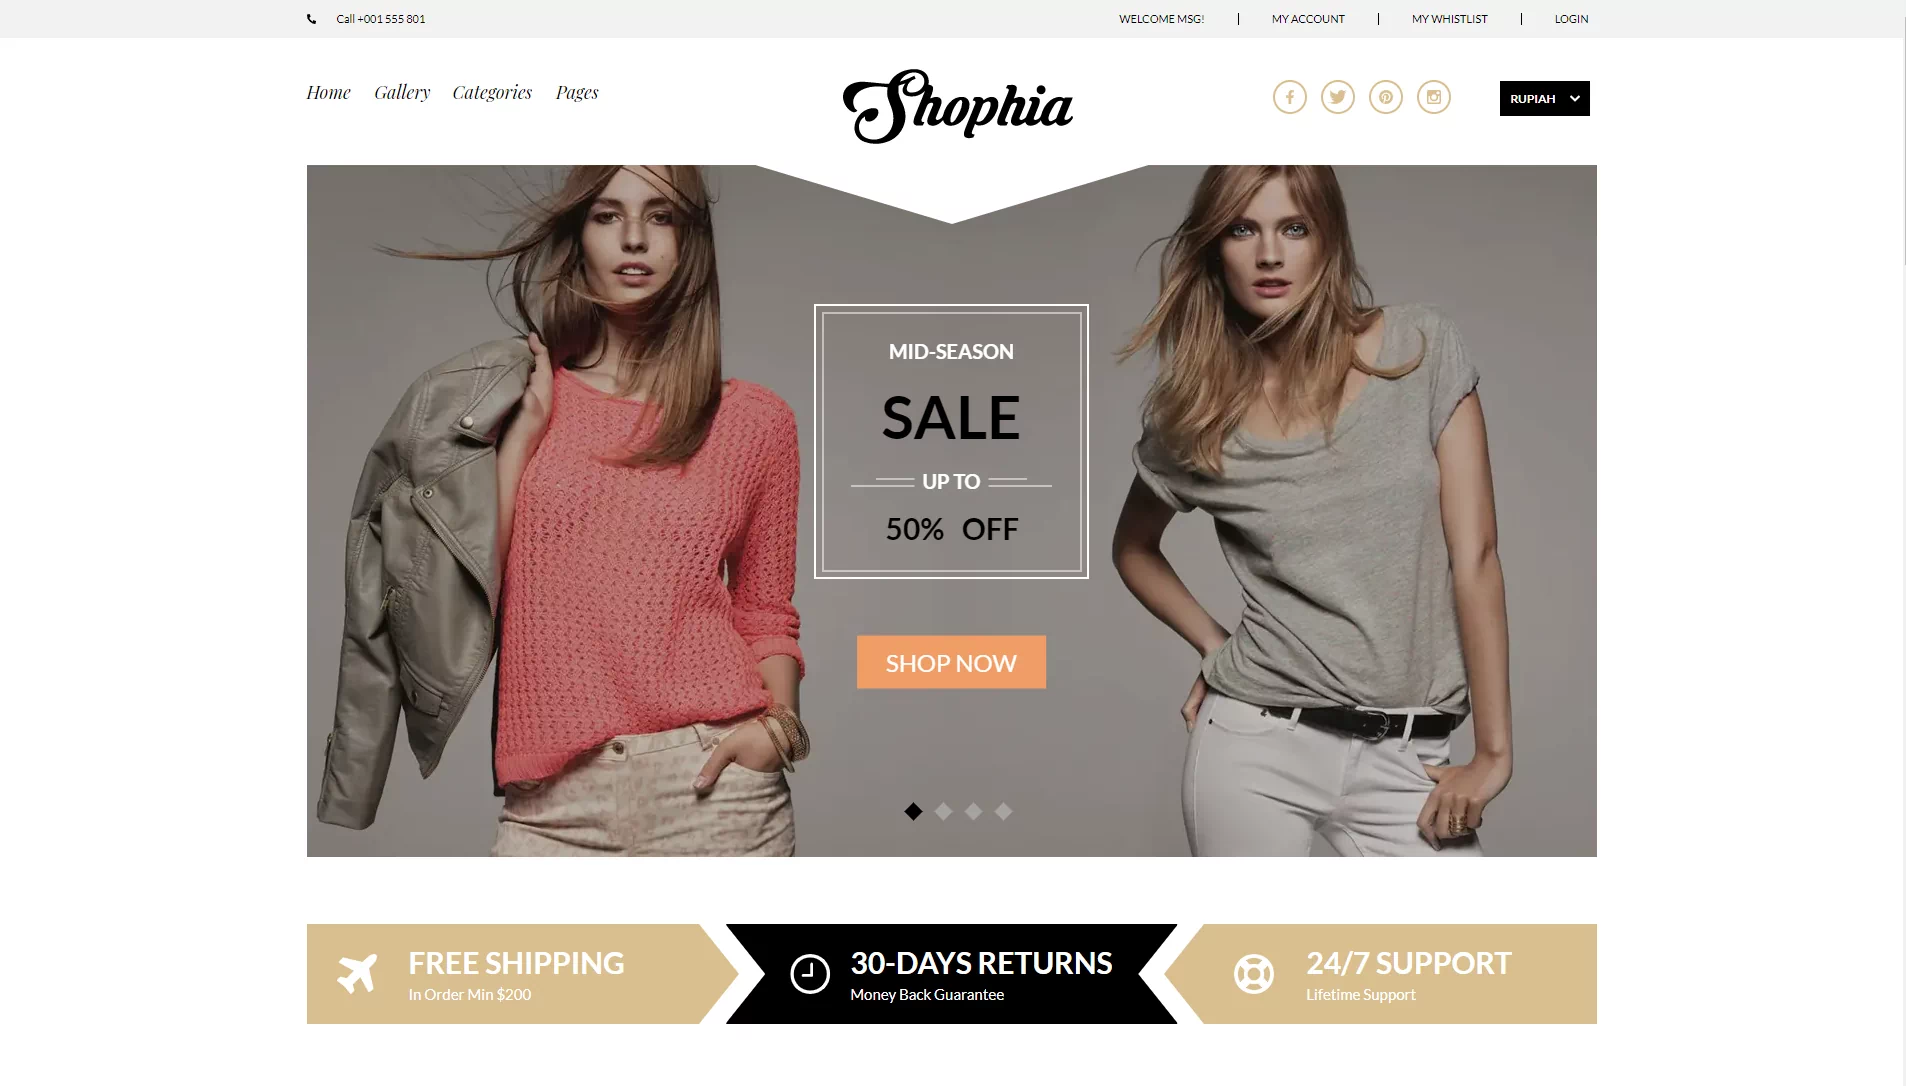 Call +001 555 801
WELCOME MSG!
MY ACCOUNT
MY WHISTLIST
LOGIN
Home Gallery Categories Pages
Shophia
RUPIAH
MID-SEASON
SALE
UP TO
50% OFF
SHOP NOW
FREE SHIPPING
In Order Min $200
30-DAYS RETURNS
Money Back Guarantee
24/7 SUPPORT
Lifetime Support